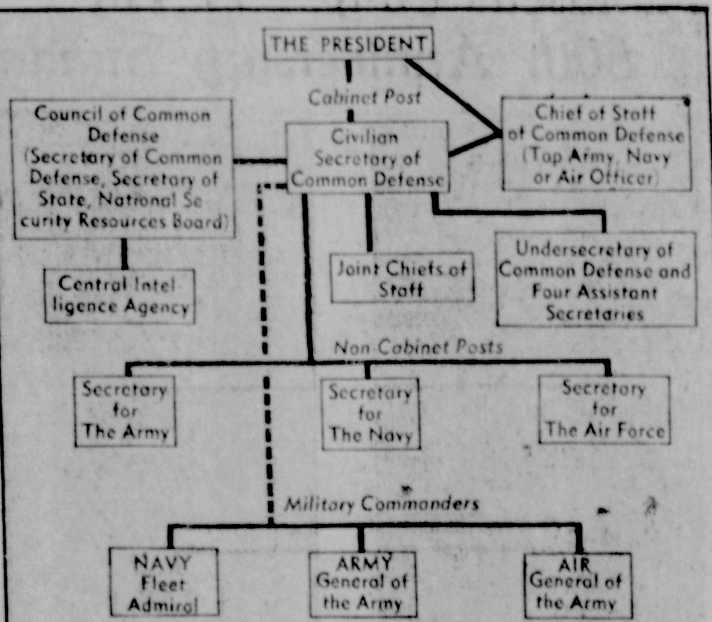 THE PRESIDENT
Cabinet Post
Council of Common
Defense
(Secretary of Common
Defense, Secretary of
State, National Se-
curity Resources Board)
Civilian
Secretary of
Common Defense
Chief of Staff
of Common Defense
(Top Army, Navy
or Air Officer)
Central Intel-
ligence Agency
Joint Chiefs of
Staff
Undersecretary of
Common Defense and
Four Assistant
Secretaries
Non-Cabinet Posts
Secretary
for
The Army
Secretary
for
The Navy
Secretary
for
The Air Force
Military Commanders
NAVY
Fleet
Admiral
ARMY
General of
the Army
AIR
General of
the Army